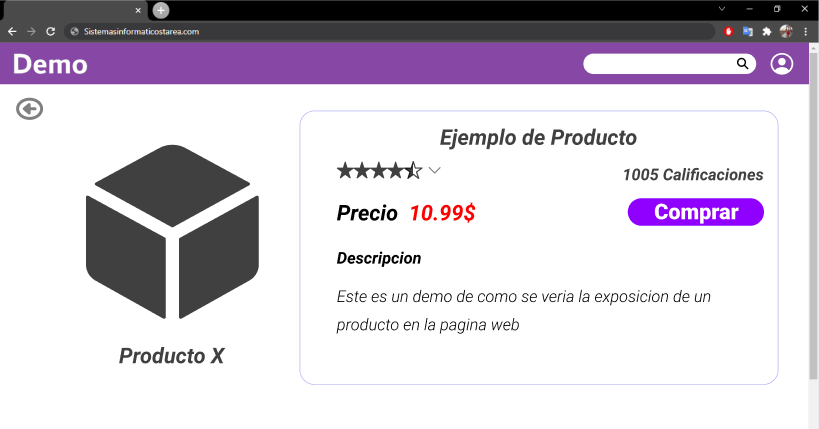 Sistemasinformaticostarea.com
Demo
Ejemplo de Producto
1005 Calificaciones
Precio 10.99$
Comprar
Descripcion
Este es un demo de como se veria la exposicion de un
producto en la pagina web
Producto X